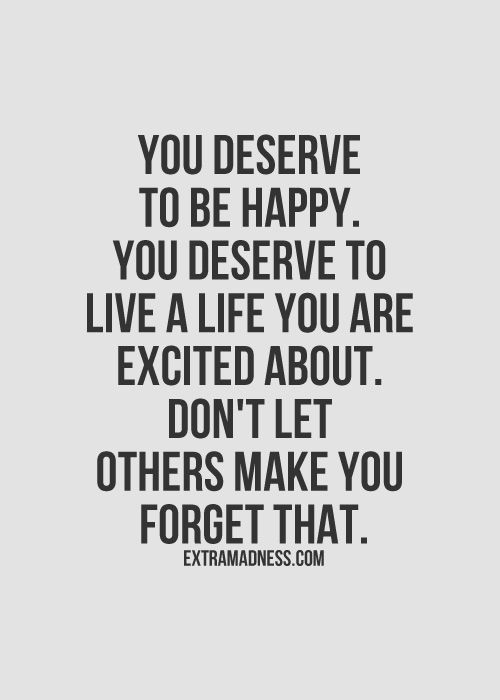 YOU DESERVE
TO BE HAPPY.
YOU DESERVE TO
LIVE A LIFE YOU ARE
EXCITED ABOUT.
DON'T LET
OTHERS MAKE YOU
FORGET THAT.
EXTRAMADNESS.COM